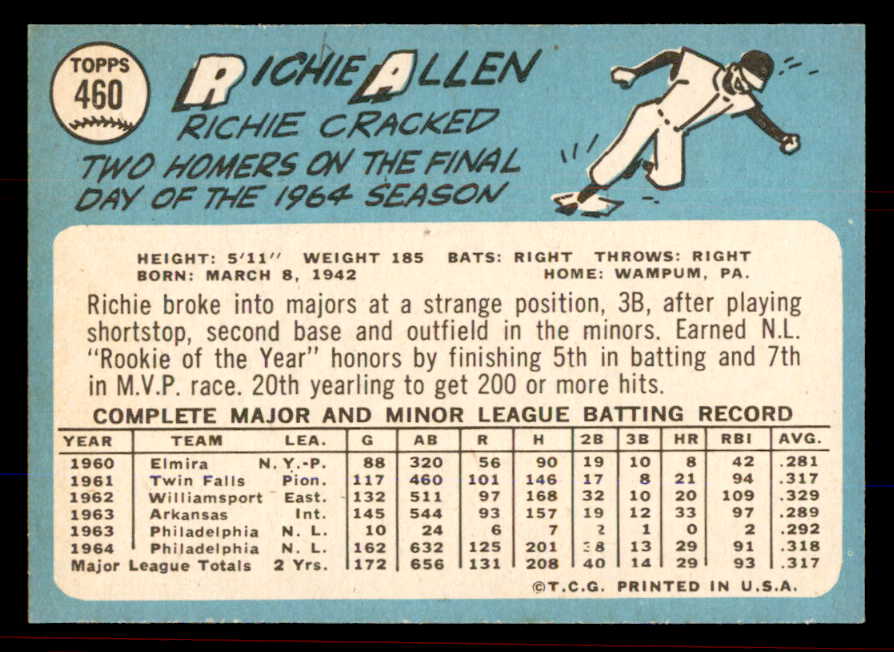 TOPPS
460
RICHIE ALLEN
RICHIE CRACKED
TWO HOMERS ON THE FINAL
DAY OF THE 1964 SEASON
HEIGHT: 5'11" WEIGHT 185 BATS: RIGHT THROWS: RIGHT
BORN: MARCH 8, 1942 HOME: WAMPUM, PA.
Richie broke into majors at a strange position, 3B, after playing
shortstop, second base and outfield in the minors. Earned N.L.
"Rookie of the Year" honors by finishing 5th in batting and 7th
in M.V.P. race. 20th yearling to get 200 or more hits.
COMPLETE MAJOR AND MINOR LEAGUE BATTING RECORD
YEAR TEAM LEA. G AB R H 2B 3B HR RBI AVG.
1960 Elmira N.Y.-P. 88 320 56 90 19 10 8 42 .281
1961 Twin Falls Pion. 117 460 101 146 17 8 21 94 .317
1962 Williamsport East. 132 511 97 168 32 10 20 109 .329
1963 Arkansas Int. 145 544 93 157 19 12 33 97 .289
1963 Philadelphia N. L. 10 24 6 7 2 1 0 2 .292
1964 Philadelphia N. L. 162 632 125 201 38 13 29 91 .318
Major League Totals 2 Yrs. 172 656 131 208 40 14 29 93 .317
©T.C.G. PRINTED IN U.S.A.